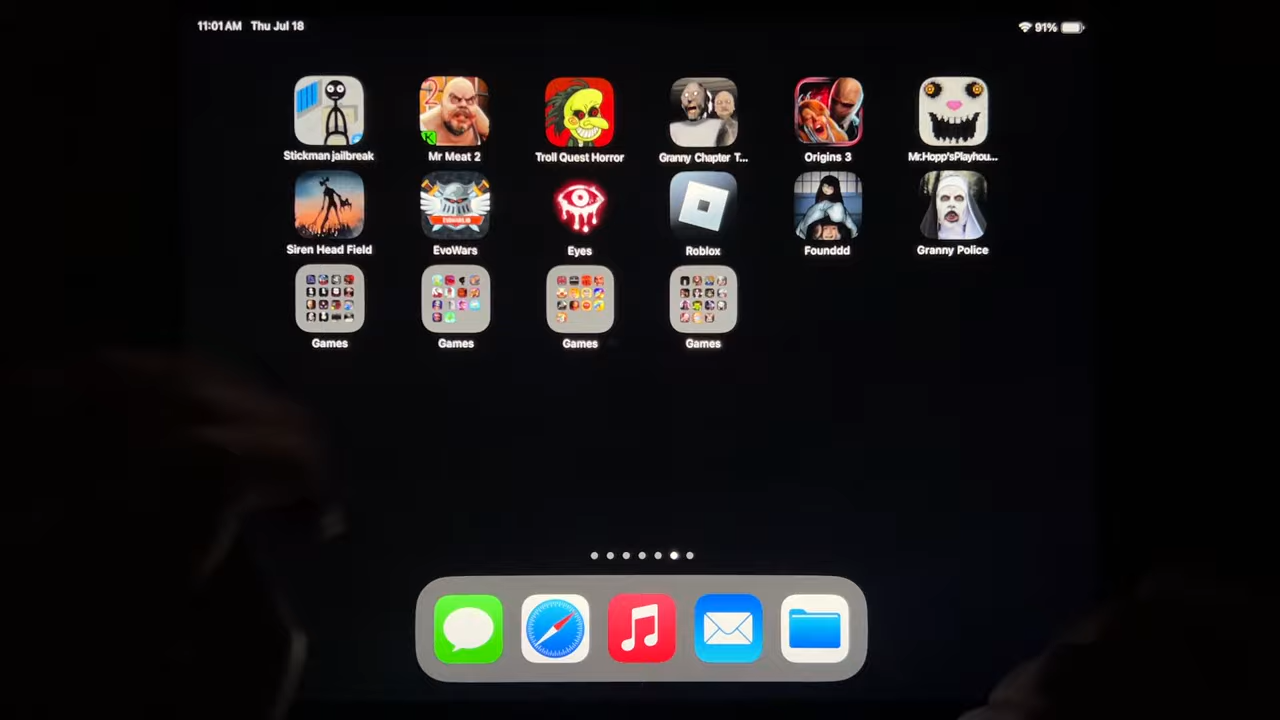 11:01 AM Thu Jul 18
91%
Stickman jailbreak
Mr Meat 2
Troll Quest Horror
Granny Chapter T...
Origins 3
Mr.Hopp'sPlayhou...
Siren Head Field
EvoWars
Eyes
Roblox
Founddd
Granny Police
Games
Games
Games
Games